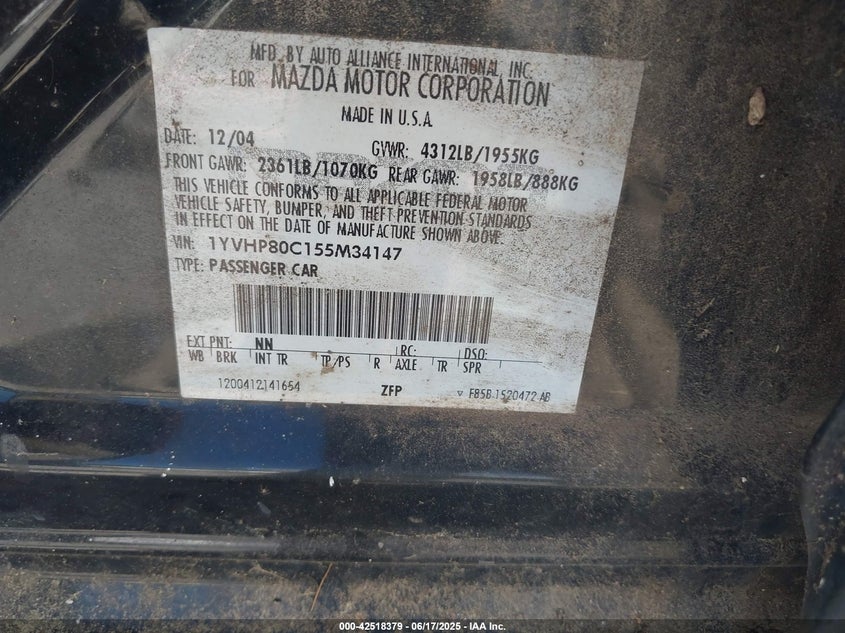 MFD. BY AUTO ALLIANCE INTERNATIONAL, INC.
FOR MAZDA MOTOR CORPORATION
MADE IN U.S.A.
DATE: 12/04 GVWR: 4312LB/1955KG
FRONT GAWR: 2361LB/1070KG REAR GAWR: 1958LB/888KG
THIS VEHICLE CONFORMS TO ALL APPLICABLE FEDERAL MOTOR
VEHICLE SAFETY, BUMPER, AND THEFT PREVENTION STANDARDS
IN EFFECT ON THE DATE OF MANUFACTURE SHOWN ABOVE.
VIN: 1YVHP80C155M34147
TYPE: PASSENGER CAR
EXT PNT: NN RC: DSO:
WB BRK INT TR TP/PS R AXLE TR SPR
1200412141654 ZFP F85B-1520472-AB
000-42518379 - 06/17/2025 - IAA Inc.